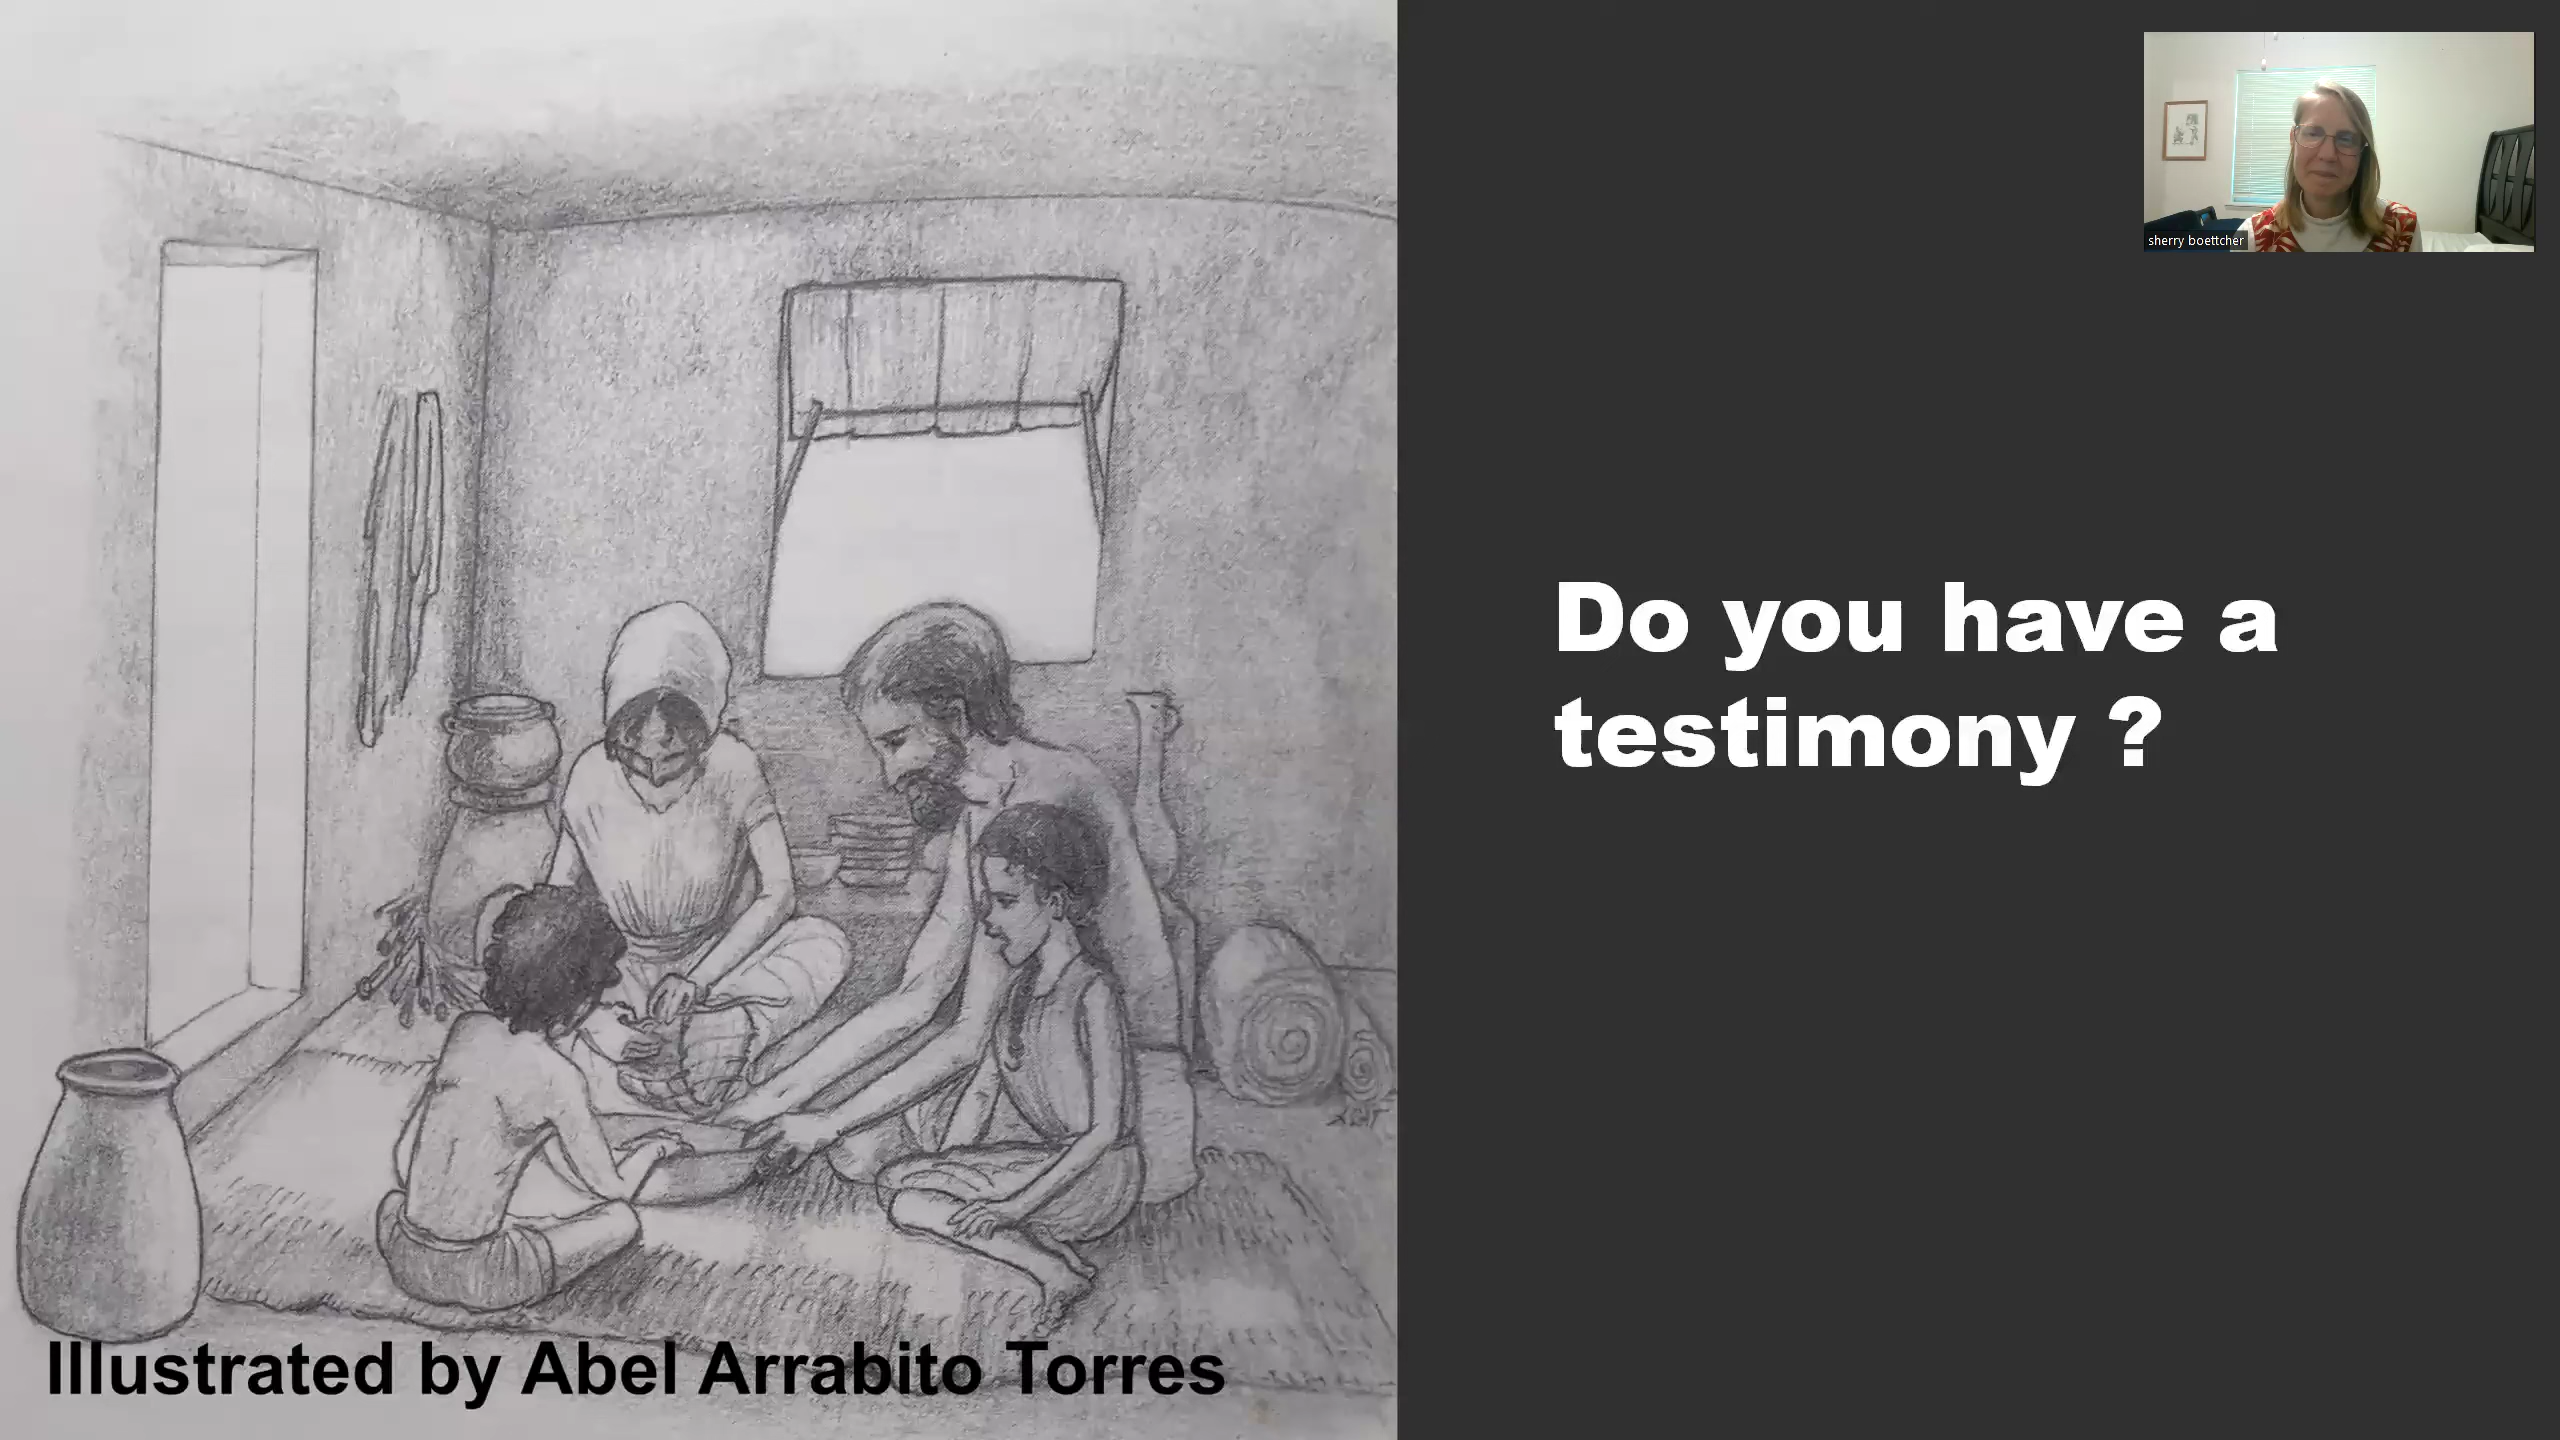 sherry boettcher
Do you have a
testimony ?
Illustrated by Abel Arrabito Torres